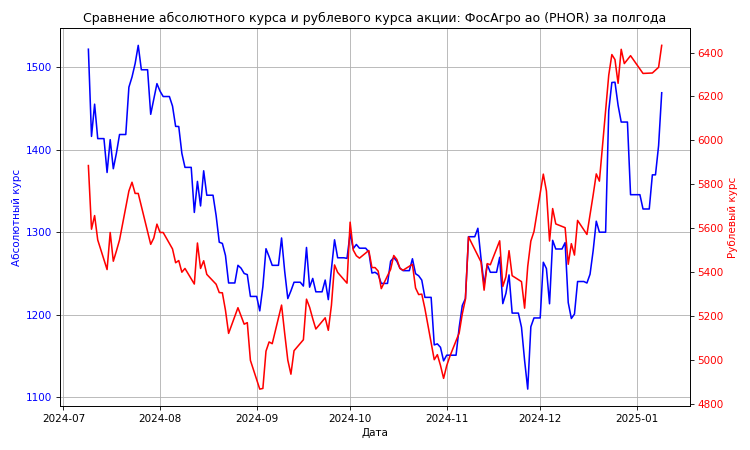 Сравнение абсолютного курса и рублевого курса акции: ФосАгро ао (PHOR) за полгода
Абсолютный курс
1500
1400
1300
1200
1100
6400
6200
6000
5800
5600
5400
5200
5000
4800
Рублевый курс
2024-07 2024-08 2024-09 2024-10 2024-11 2024-12 2025-01
Дата